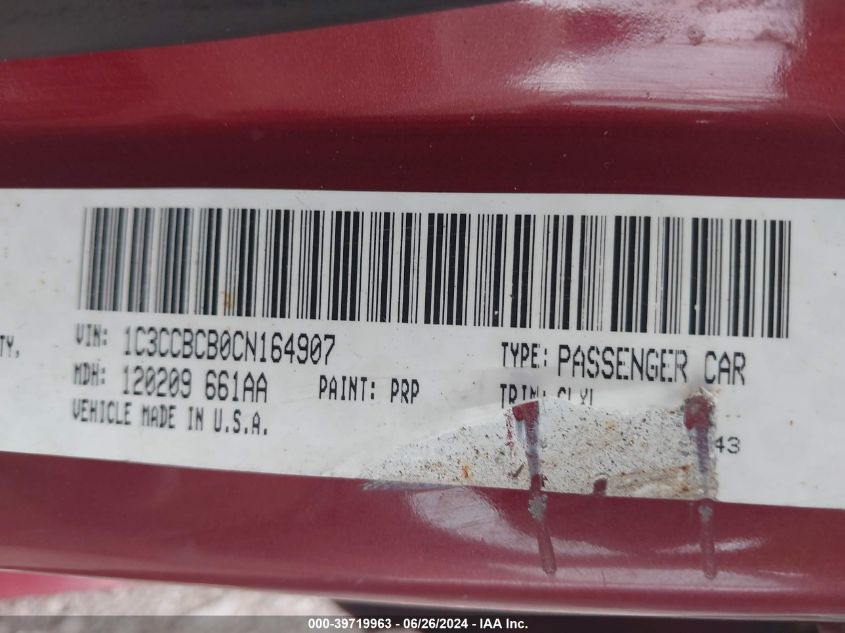 TY,
VIN: 1C3CCBCB0CN164907
TYPE: PASSENGER CAR
MDH: 120209 661AA
PAINT: PRP
TRIM:
VEHICLE MADE IN U.S.A.
43
000-39719963 - 06/26/2024 - IAA Inc.